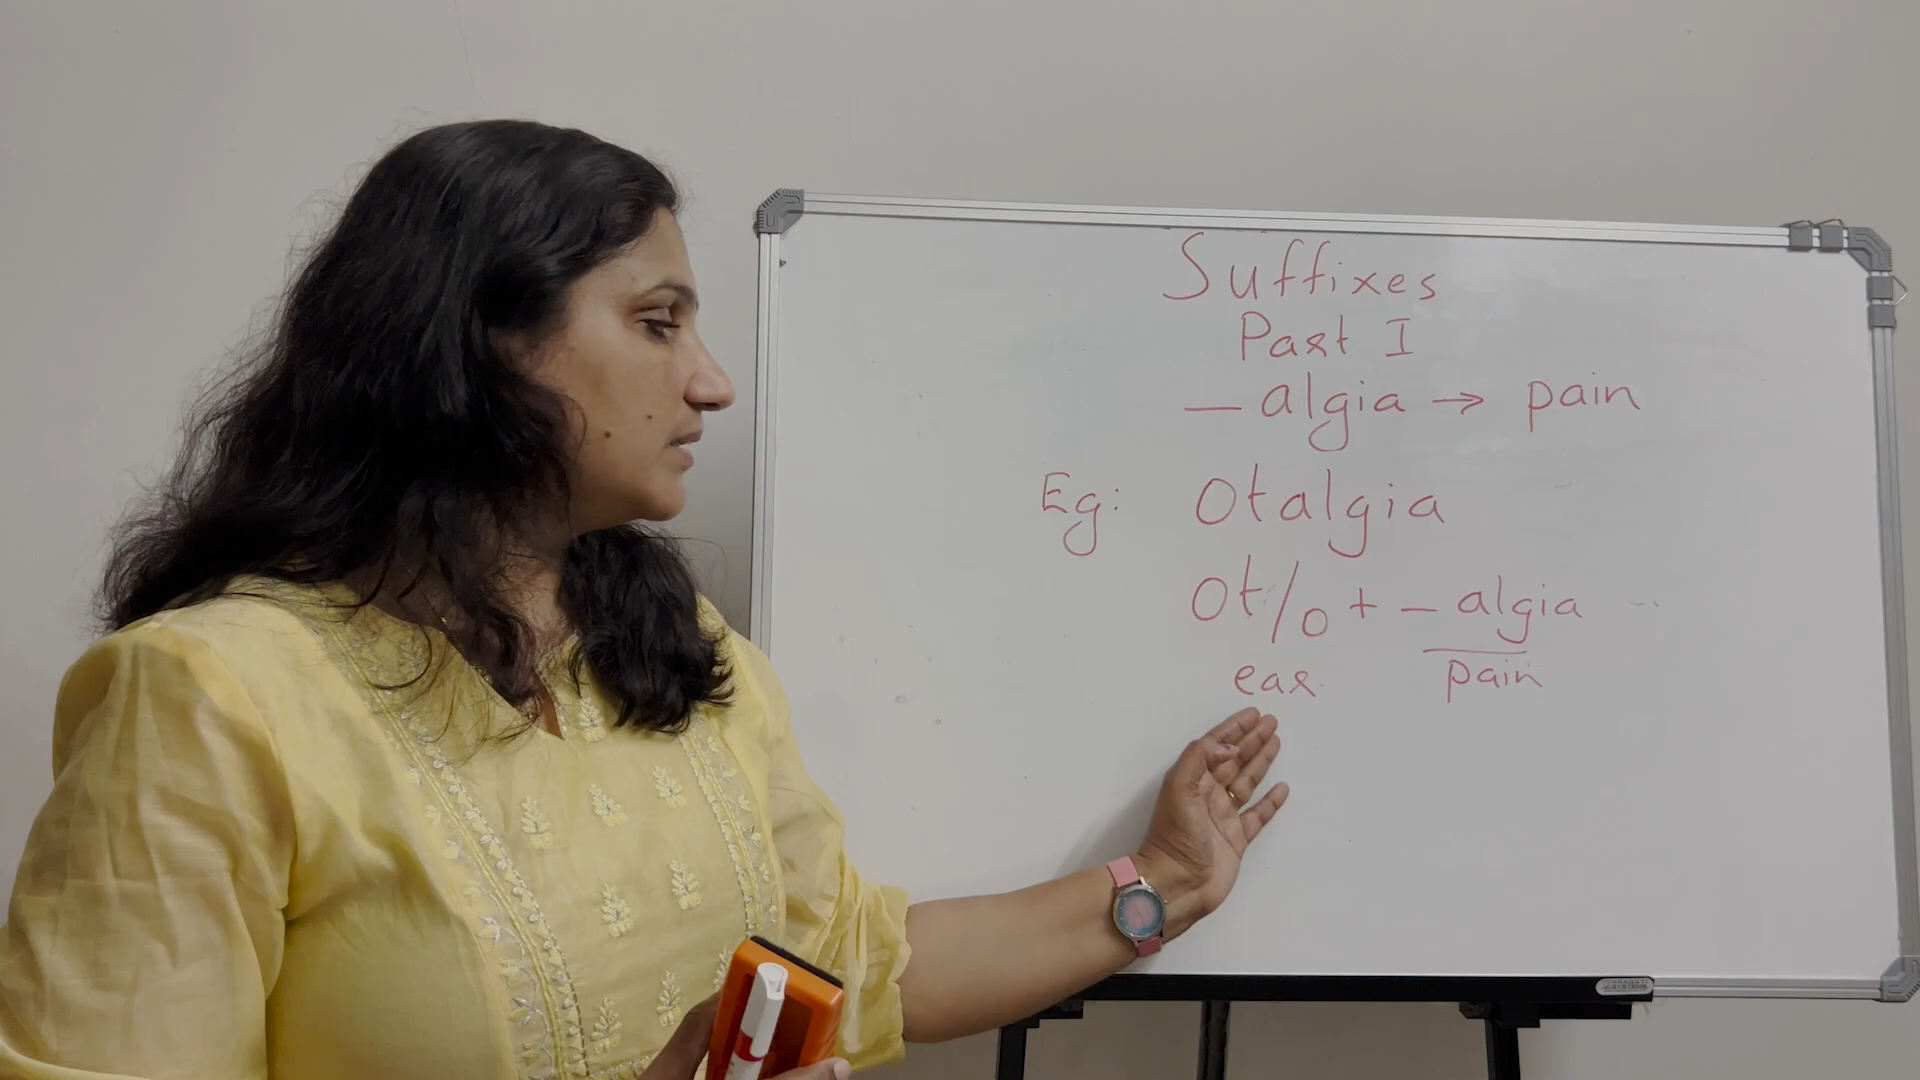 Suffixes
Part I
– algia → pain
Eg: Otalgia
Ot/o + – algia
ear pain